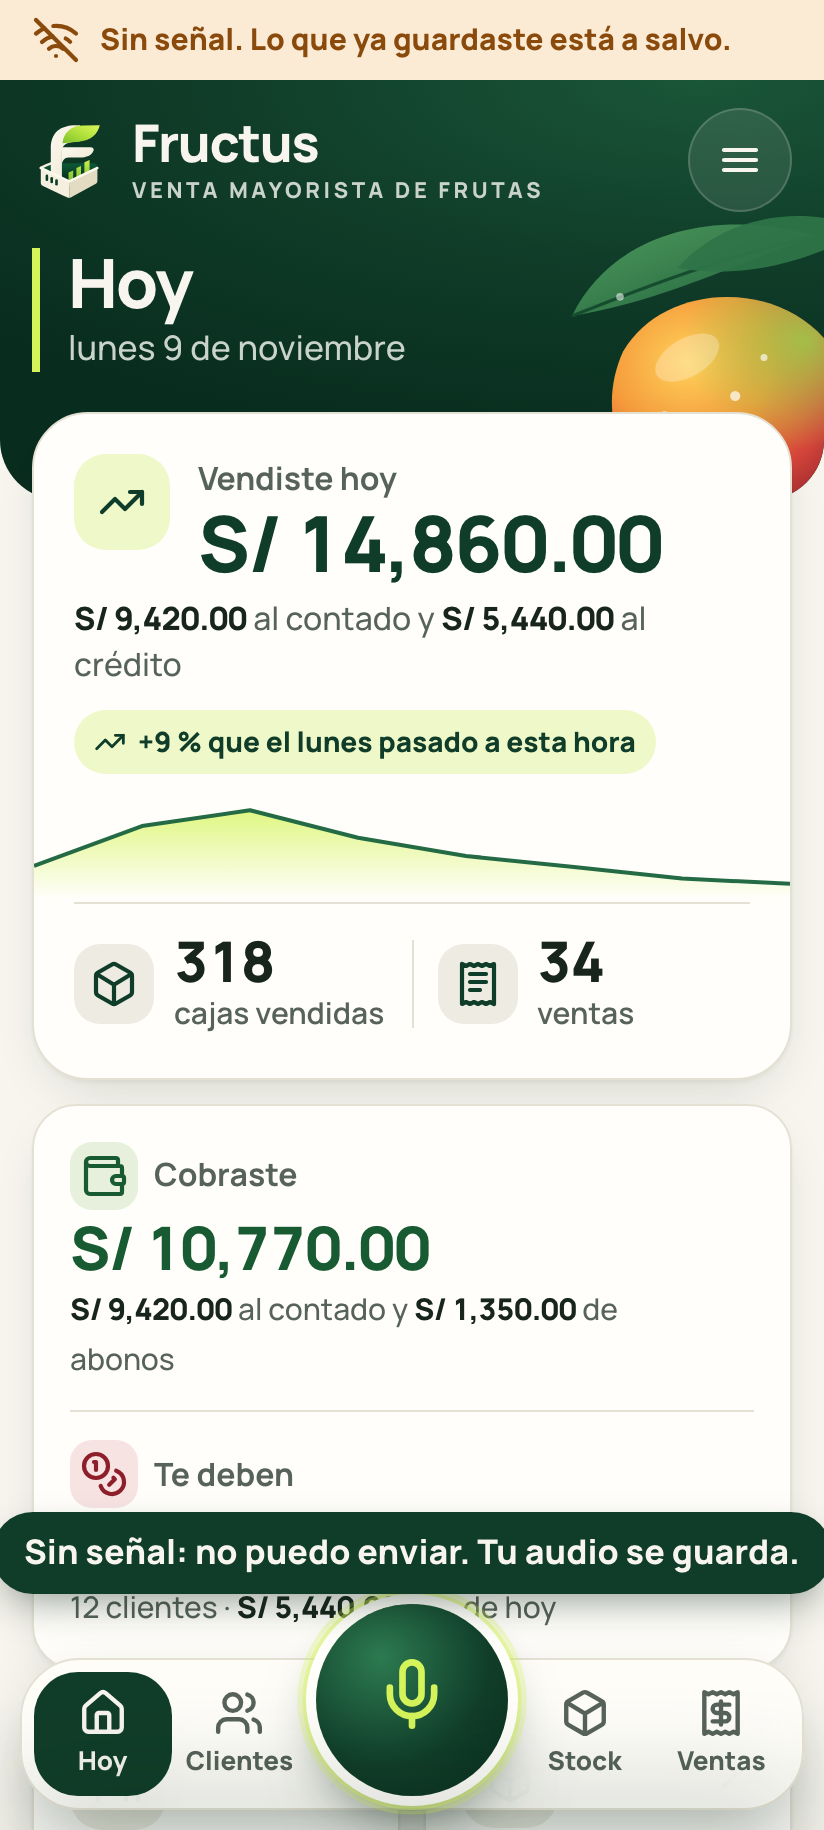 Sin señal. Lo que ya guardaste está a salvo.
Fructus
VENTA MAYORISTA DE FRUTAS
Hoy
lunes 9 de noviembre
Vendiste hoy
S/ 14,860.00
S/ 9,420.00 al contado y S/ 5,440.00 al
crédito
+9 % que el lunes pasado a esta hora
318
cajas vendidas
34
ventas
Cobraste
S/ 10,770.00
S/ 9,420.00 al contado y S/ 1,350.00 de
abonos
Te deben
Sin señal: no puedo enviar. Tu audio se guarda.
12 clientes · S/ 5,440 de hoy
Hoy
Clientes
Stock
Ventas